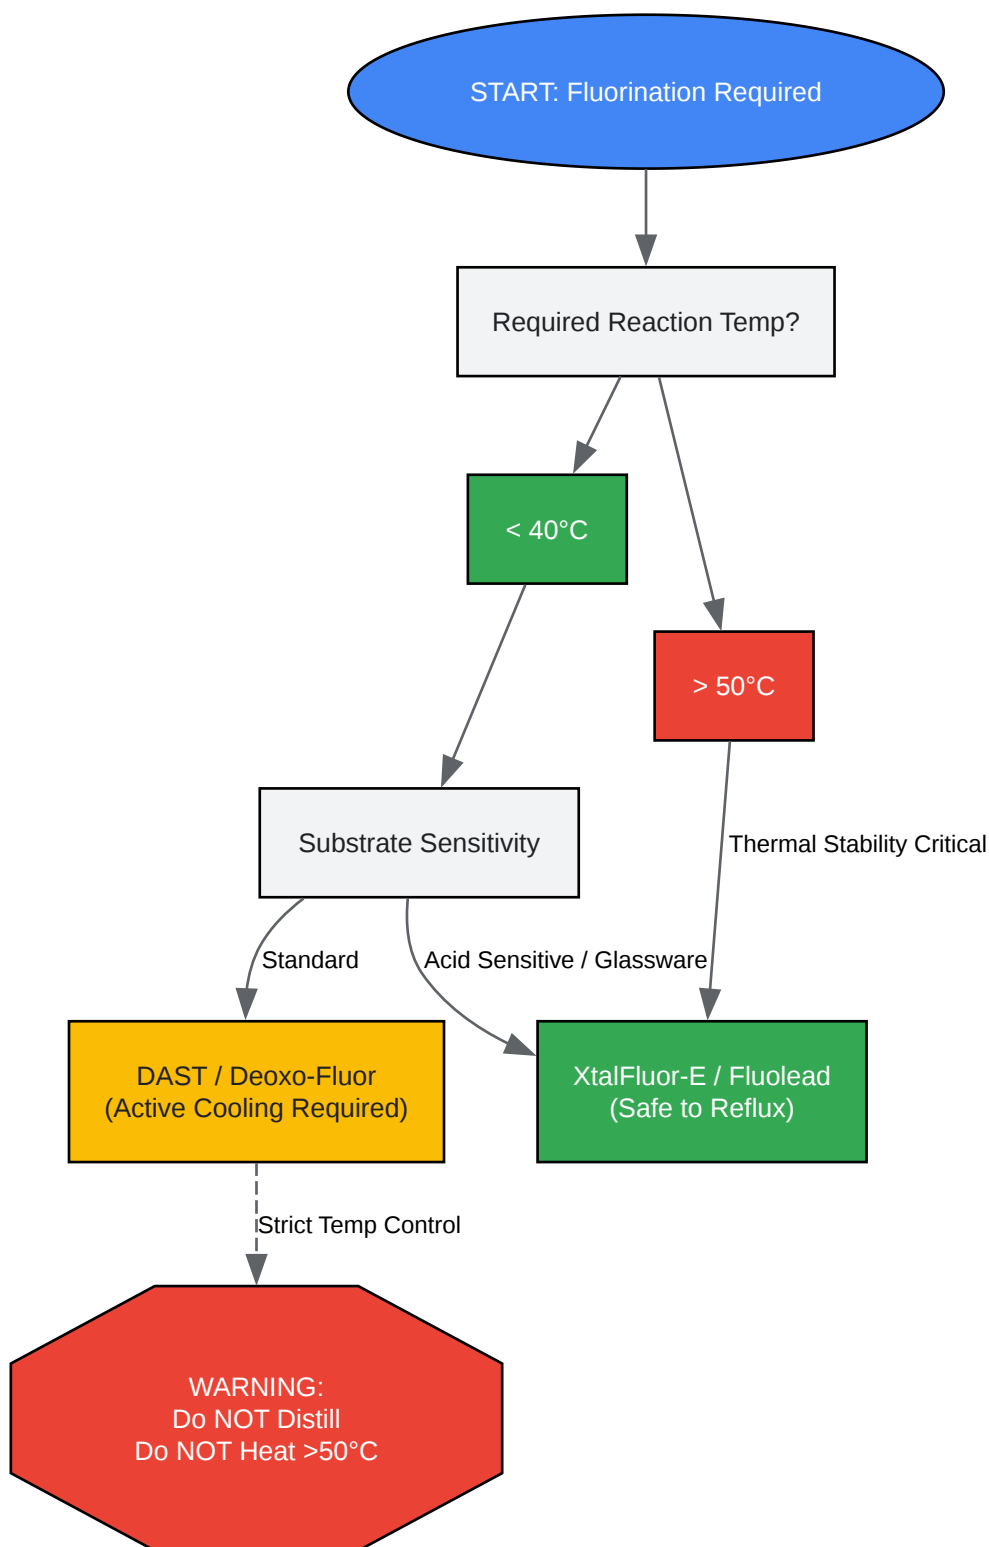 START: Fluorination Required
Required Reaction Temp?
< 40°C
> 50°C
Substrate Sensitivity
Thermal Stability Critical
Standard
Acid Sensitive / Glassware
DAST / Deoxo-Fluor
(Active Cooling Required)
XtalFluor-E / Fluolead
(Safe to Reflux)
Strict Temp Control
WARNING:
Do NOT Distill
Do NOT Heat >50°C